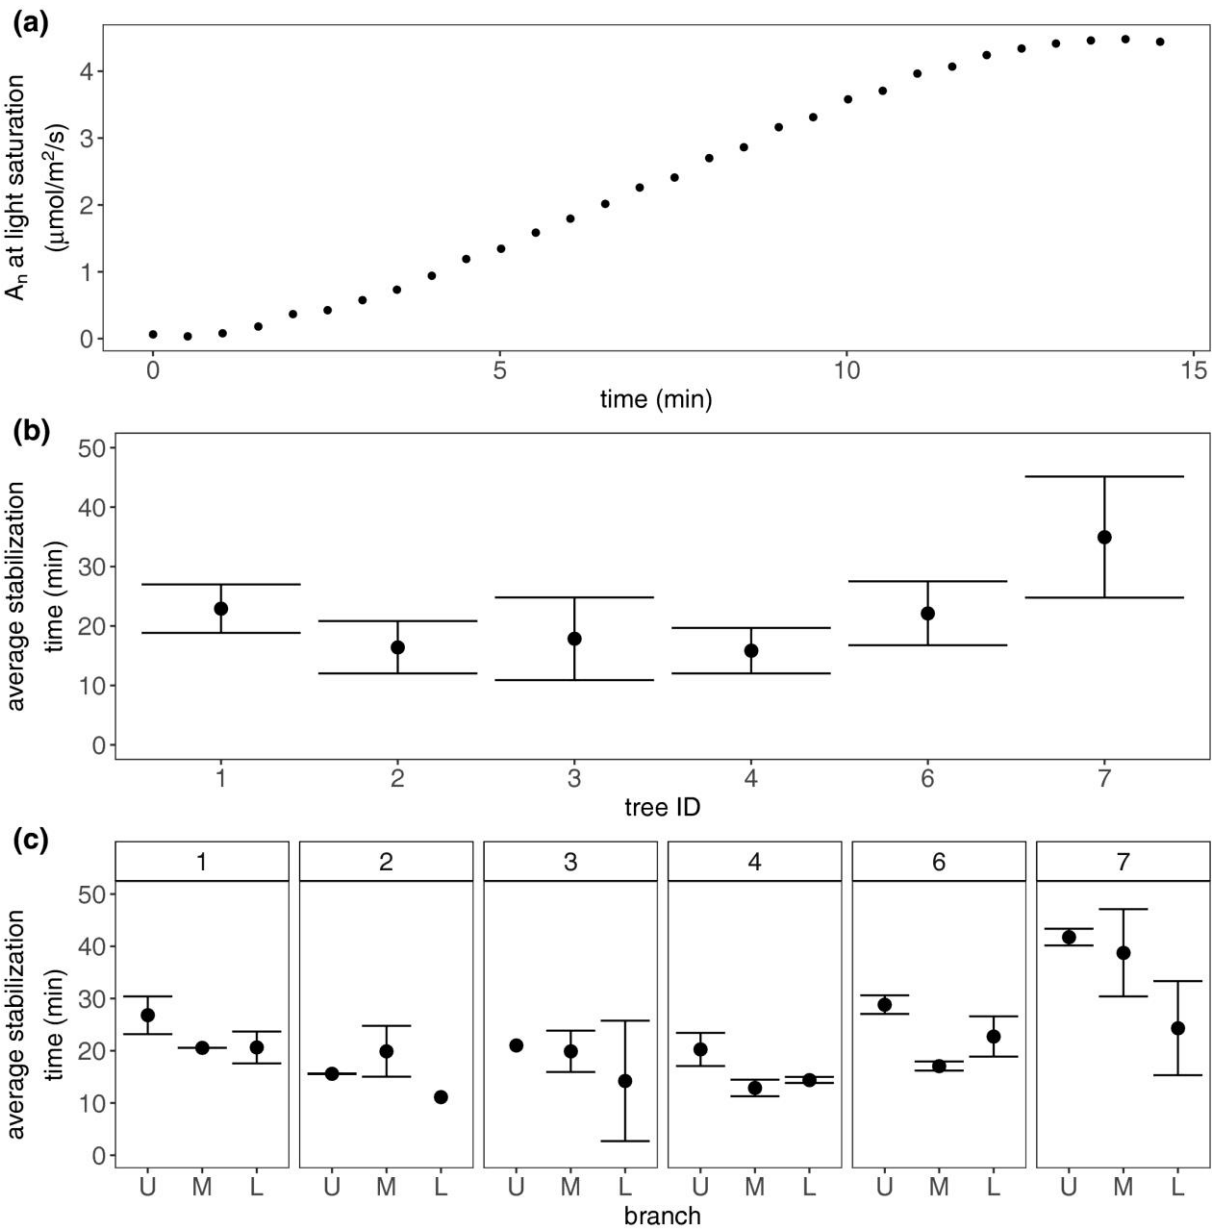 (a)
Aₙ at light saturation
(μmol/m²/s)
4
3
2
1
0
0 5 10 15
time (min)
(b)
average stabilization
time (min)
50
40
30
20
10
0
1 2 3 4 6 7
tree ID
(c)
average stabilization
time (min)
1 2 3 4 6 7
50
40
30
20
10
0
U M L U M L U M L U M L U M L U M L
branch